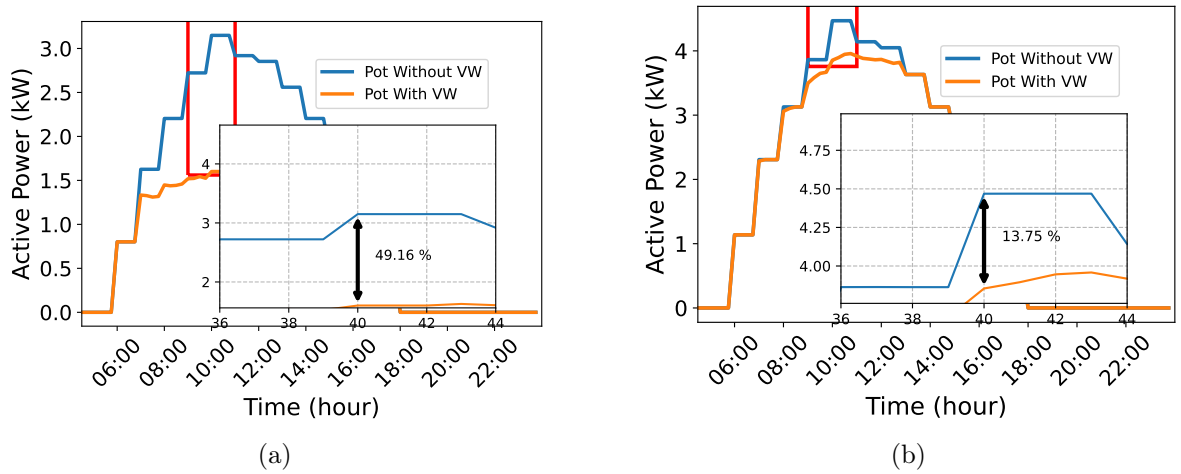 3.0
2.5
2.0
1.5
1.0
0.5
0.0
Active Power (kW)
Pot Without VW
Pot With VW
4
3
2
49.16 %
36 38 40 42 44
06:00 08:00 10:00 12:00 14:00 16:00 18:00 20:00 22:00
Time (hour)
(a)
4
3
2
1
0
Active Power (kW)
Pot Without VW
Pot With VW
4.75
4.50
4.25
4.00
13.75 %
36 38 40 42 44
06:00 08:00 10:00 12:00 14:00 16:00 18:00 20:00 22:00
Time (hour)
(b)